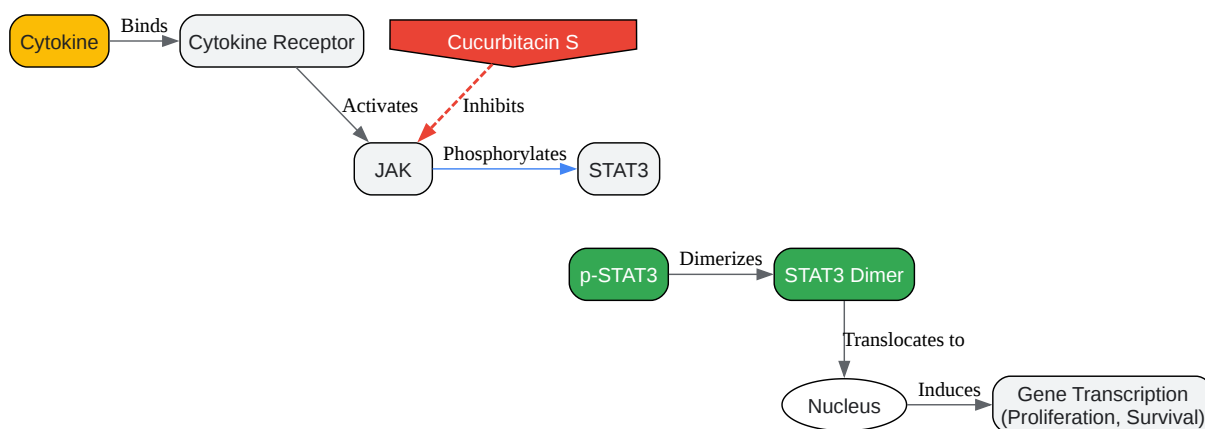 Cytokine
Binds
Cytokine Receptor
Cucurbitacin S
Activates
Inhibits
JAK
Phosphorylates
STAT3
p-STAT3
Dimerizes
STAT3 Dimer
Translocates to
Nucleus
Induces
Gene Transcription
(Proliferation, Survival)